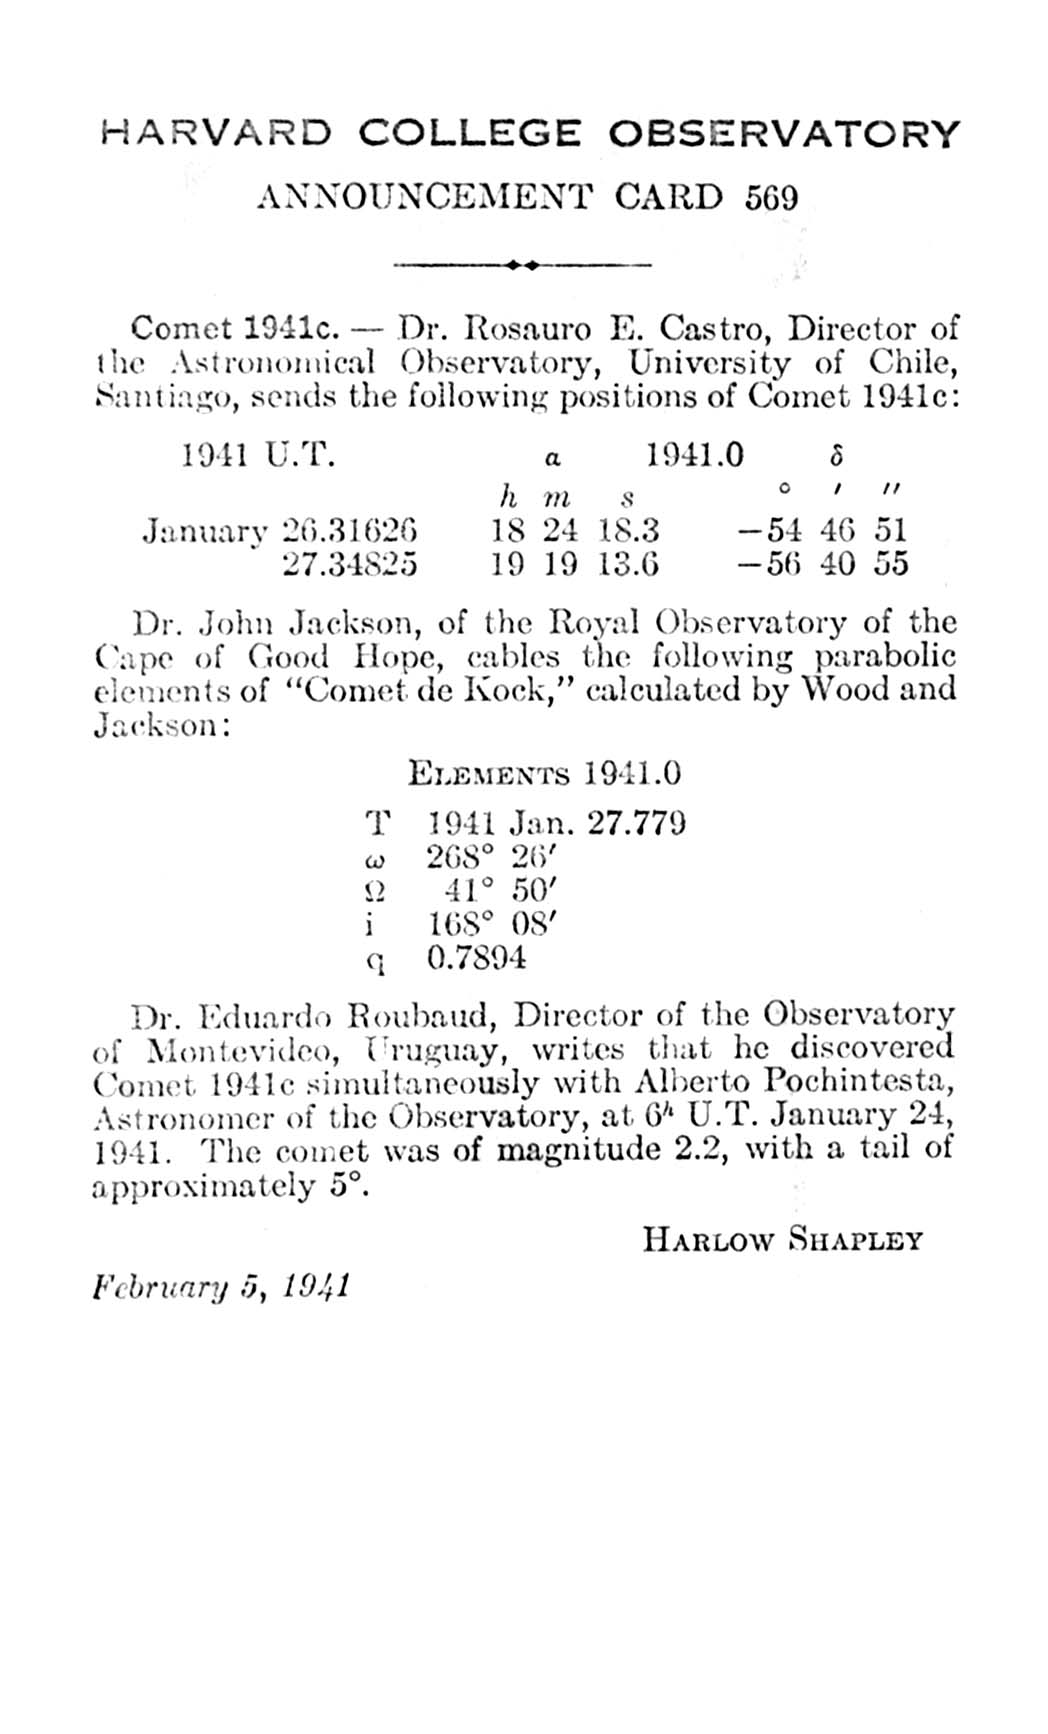 HARVARD COLLEGE OBSERVATORY
ANNOUNCEMENT CARD 569
Comet 1941c. — Dr. Rosauro E. Castro, Director of
the Astronomical Observatory, University of Chile,
Santiago, sends the following positions of Comet 1941c:
1941 U.T. α 1941.0 δ
h m s ° ′ ″
January 26.31626 18 24 18.3 −54 46 51
27.34825 19 19 13.6 −56 40 55
Dr. John Jackson, of the Royal Observatory of the
Cape of Good Hope, cables the following parabolic
elements of “Comet de Kock,” calculated by Wood and
Jackson:
ELEMENTS 1941.0
T 1941 Jan. 27.779
ω 268° 26′
Ω 41° 50′
i 168° 08′
q 0.7894
Dr. Eduardo Roubaud, Director of the Observatory
of Montevideo, Uruguay, writes that he discovered
Comet 1941c simultaneously with Alberto Pochintesta,
Astronomer of the Observatory, at 6ʰ U.T. January 24,
1941. The comet was of magnitude 2.2, with a tail of
approximately 5°.
HARLOW SHAPLEY
February 5, 1941